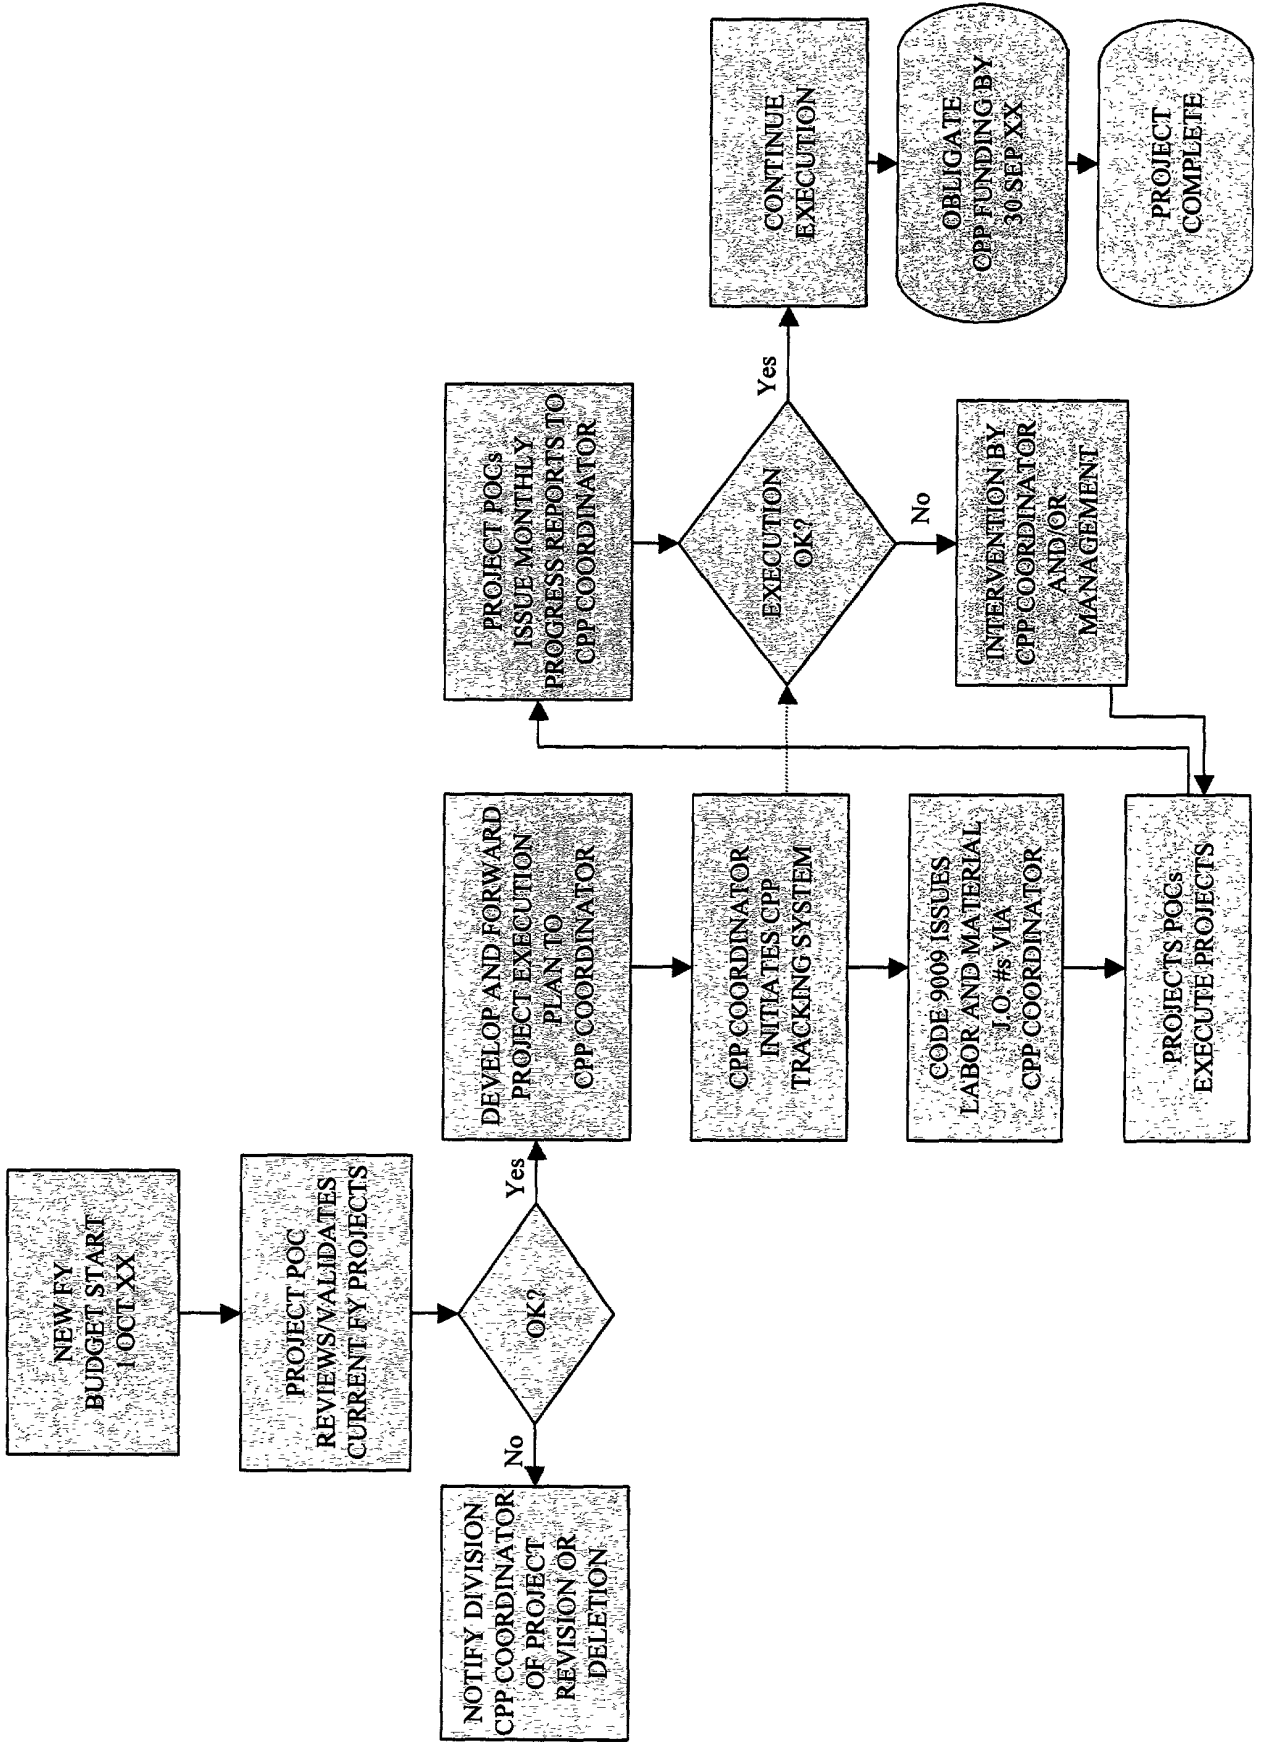 NEW FY
BUDGET START
1 OCT XX
PROJECT POC
REVIEWS/VALIDATES
CURRENT FY PROJECTS
OK?
No
Yes
NOTIFY DIVISION
CPP COORDINATOR
OF PROJECT
REVISION OR
DELETION
DEVELOP AND FORWARD
PROJECT EXECUTION
PLAN TO
CPP COORDINATOR
CPP COORDINATOR
INITIATES CPP
TRACKING SYSTEM
CODE 9009 ISSUES
LABOR AND MATERIAL
J.O. #s VIA
CPP COORDINATOR
PROJECTS POCs
EXECUTE PROJECTS
PROJECT POCs
ISSUE MONTHLY
PROGRESS REPORTS TO
CPP COORDINATOR
EXECUTION
OK?
Yes
No
INTERVENTION BY
CPP COORDINATOR
AND/OR
MANAGEMENT
CONTINUE
EXECUTION
OBLIGATE
CPP FUNDING BY
30 SEP XX
PROJECT
COMPLETE